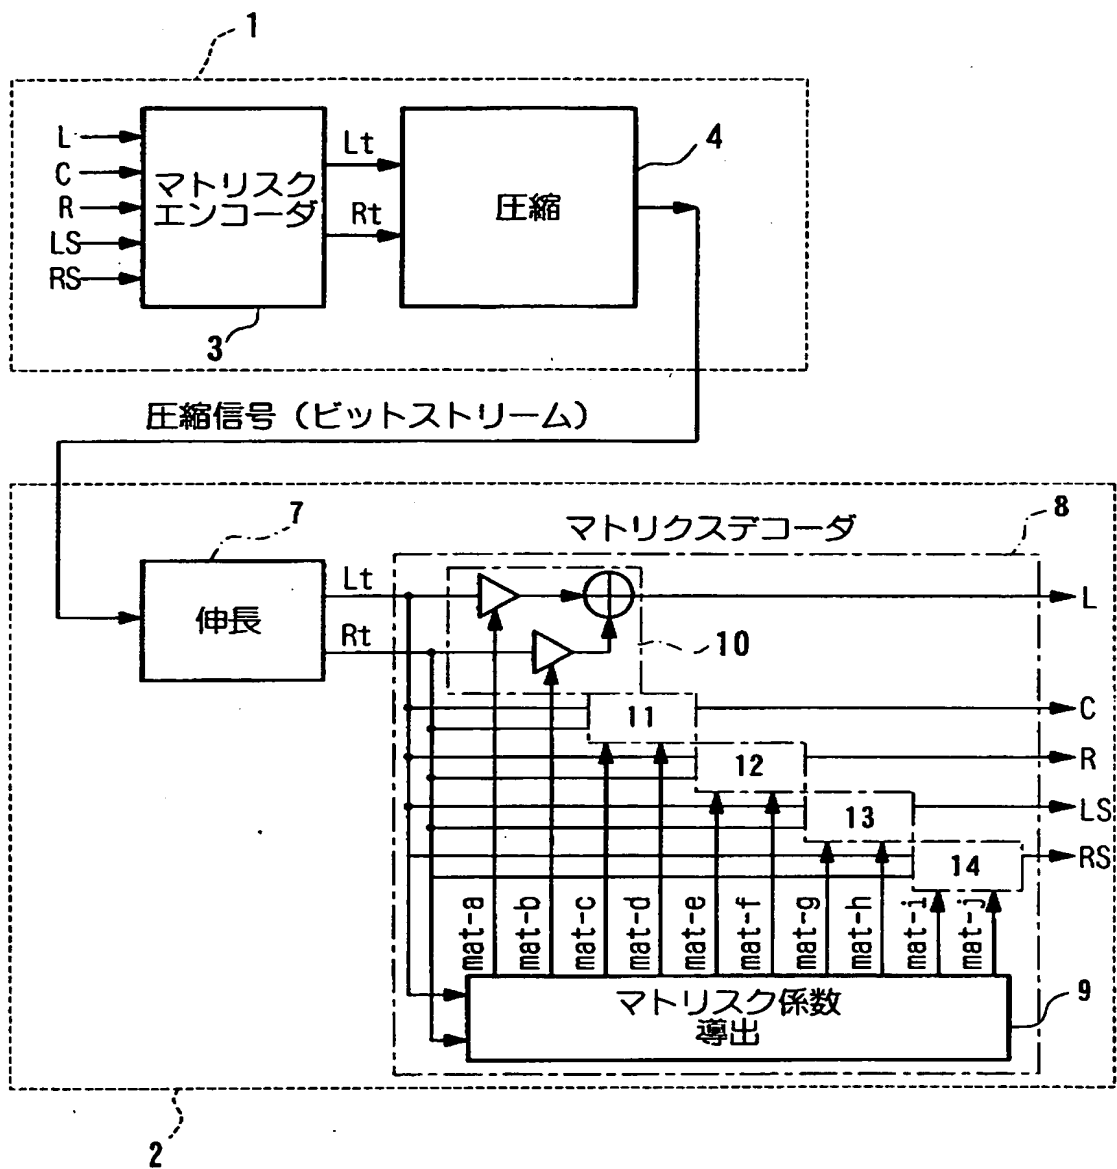 1
L
C
R
LS
RS
マトリスク
エンコーダ
3
Lt
Rt
圧縮
4
圧縮信号(ビットストリーム)
7
伸長
Lt
Rt
マトリクスデコーダ
8
10
L
11
C
12
R
13
LS
14
RS
mat-a
mat-b
mat-c
mat-d
mat-e
mat-f
mat-g
mat-h
mat-i
mat-j
マトリスク係数
導出
9
2